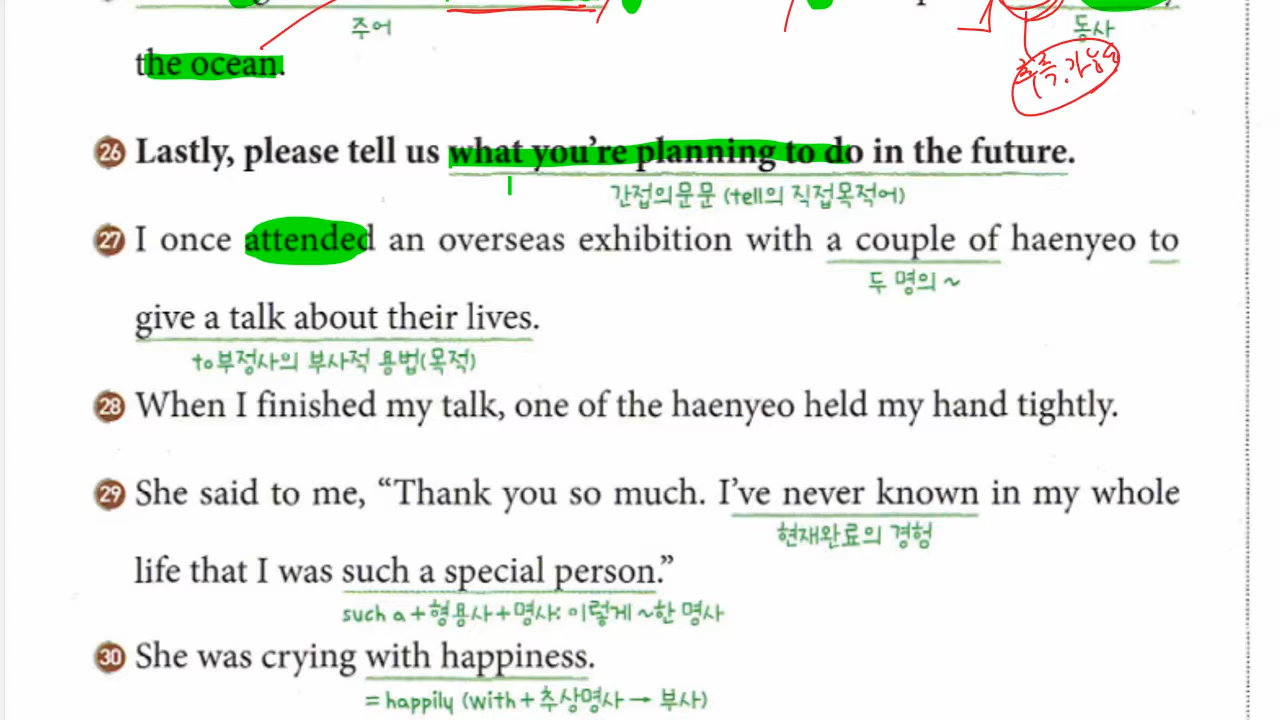 주어
동사
the ocean.
26 Lastly, please tell us what you're planning to do in the future.
간접의문문 (tell의 직접목적어)
27 I once attended an overseas exhibition with a couple of haenyeo to
두 명의 ~
give a talk about their lives.
to부정사의 부사적 용법(목적)
28 When I finished my talk, one of the haenyeo held my hand tightly.
29 She said to me, “Thank you so much. I've never known in my whole
현재완료의 경험
life that I was such a special person.”
such a + 형용사 + 명사: 이렇게 ~한 명사
30 She was crying with happiness.
= happily (with + 추상명사 → 부사)